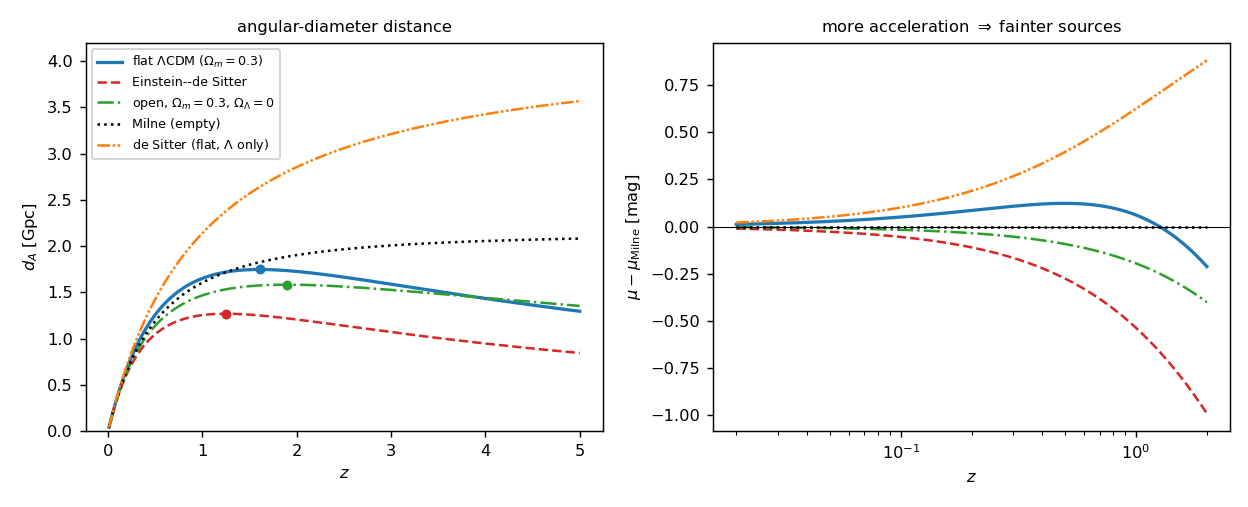 angular-diameter distance
4.0
3.5
3.0
2.5
2.0
1.5
1.0
0.5
0.0
d_A [Gpc]
flat ΛCDM (Ω_m = 0.3)
Einstein--de Sitter
open, Ω_m = 0.3, Ω_Λ = 0
Milne (empty)
de Sitter (flat, Λ only)
0 1 2 3 4 5
z
more acceleration ⇒ fainter sources
0.75
0.50
0.25
0.00
−0.25
−0.50
−0.75
−1.00
μ − μ_Milne [mag]
10^−1 10^0
z